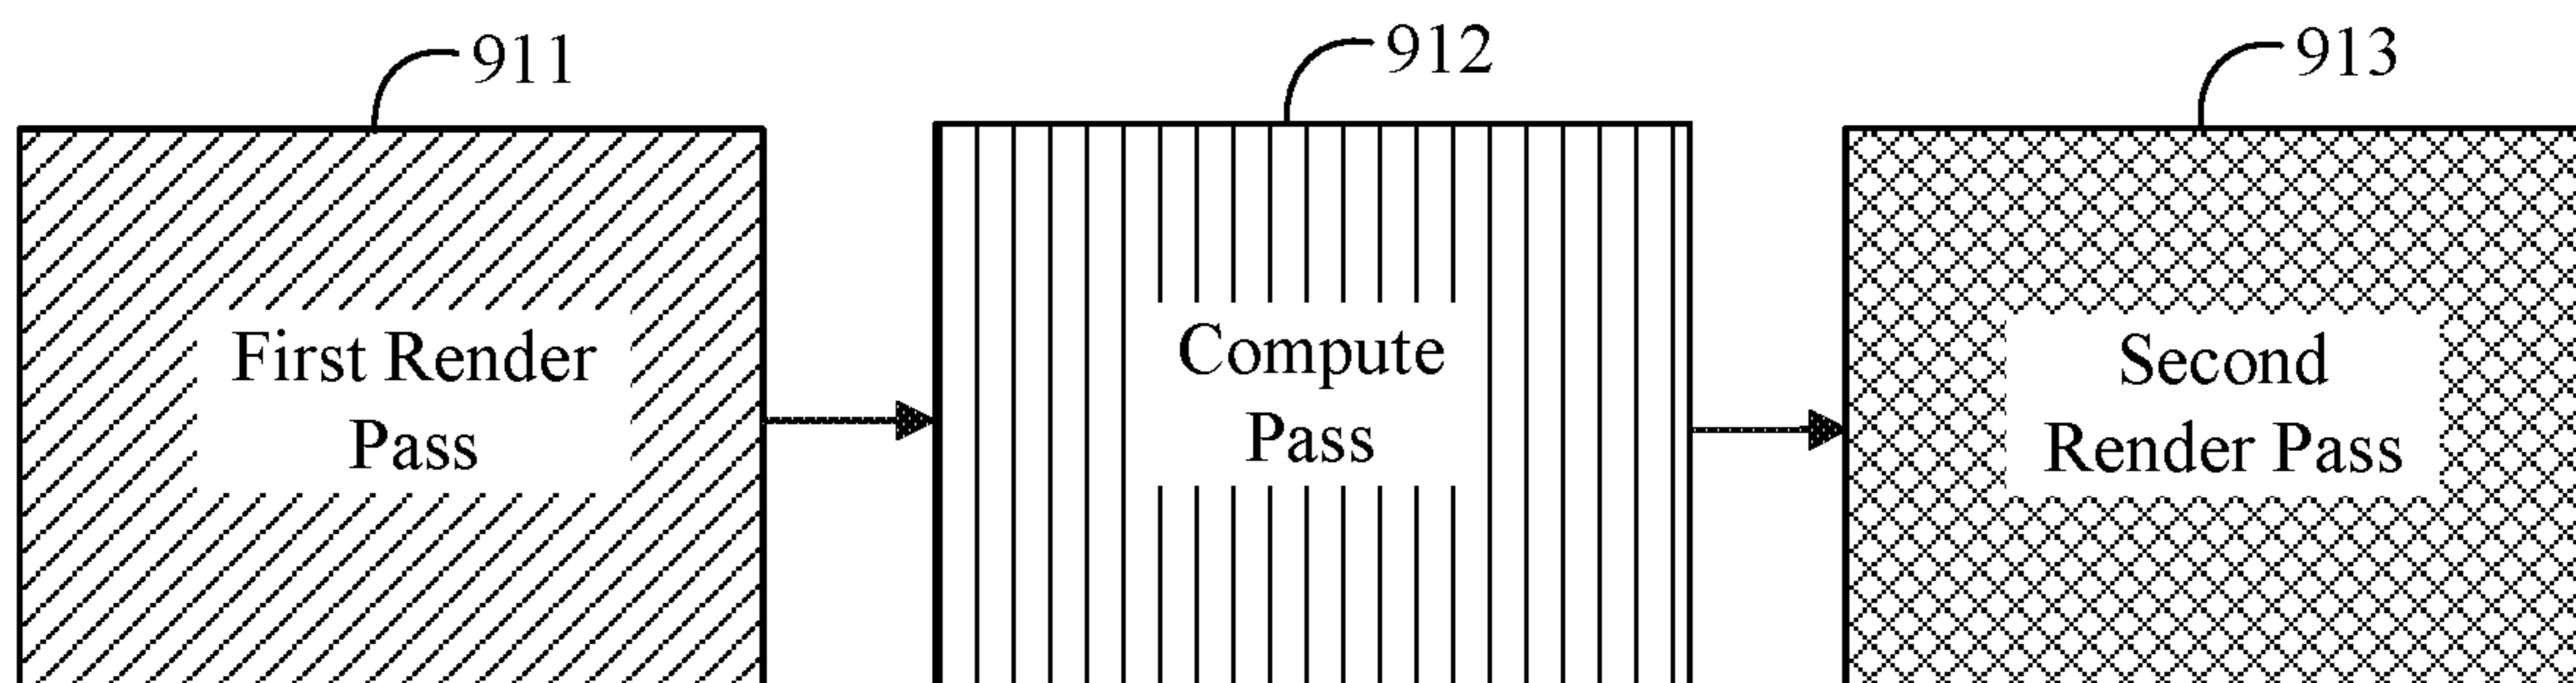 911
912
913
First Render
Pass
Compute
Pass
Second
Render Pass